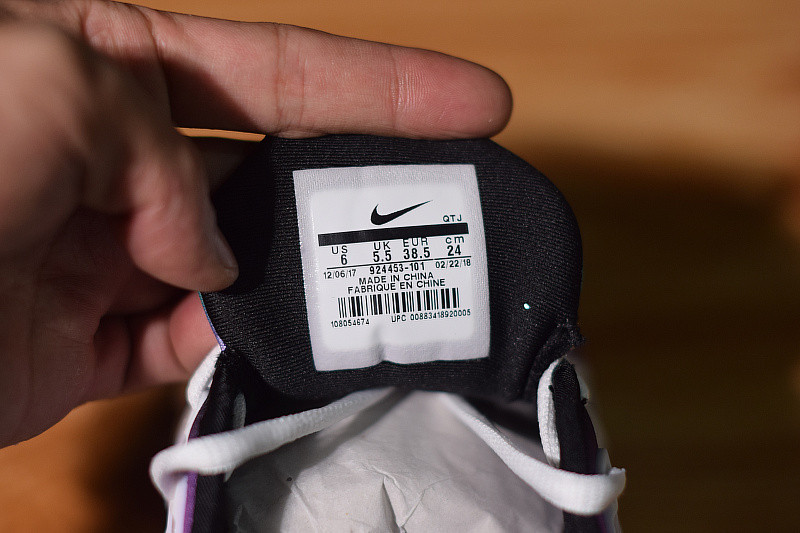 QTJ
US UK EUR cm
6 5.5 38.5 24
12/06/17 924453-101 02/22/18
MADE IN CHINA
FABRIQUE EN CHINE
108054674 UPC 00883418920005